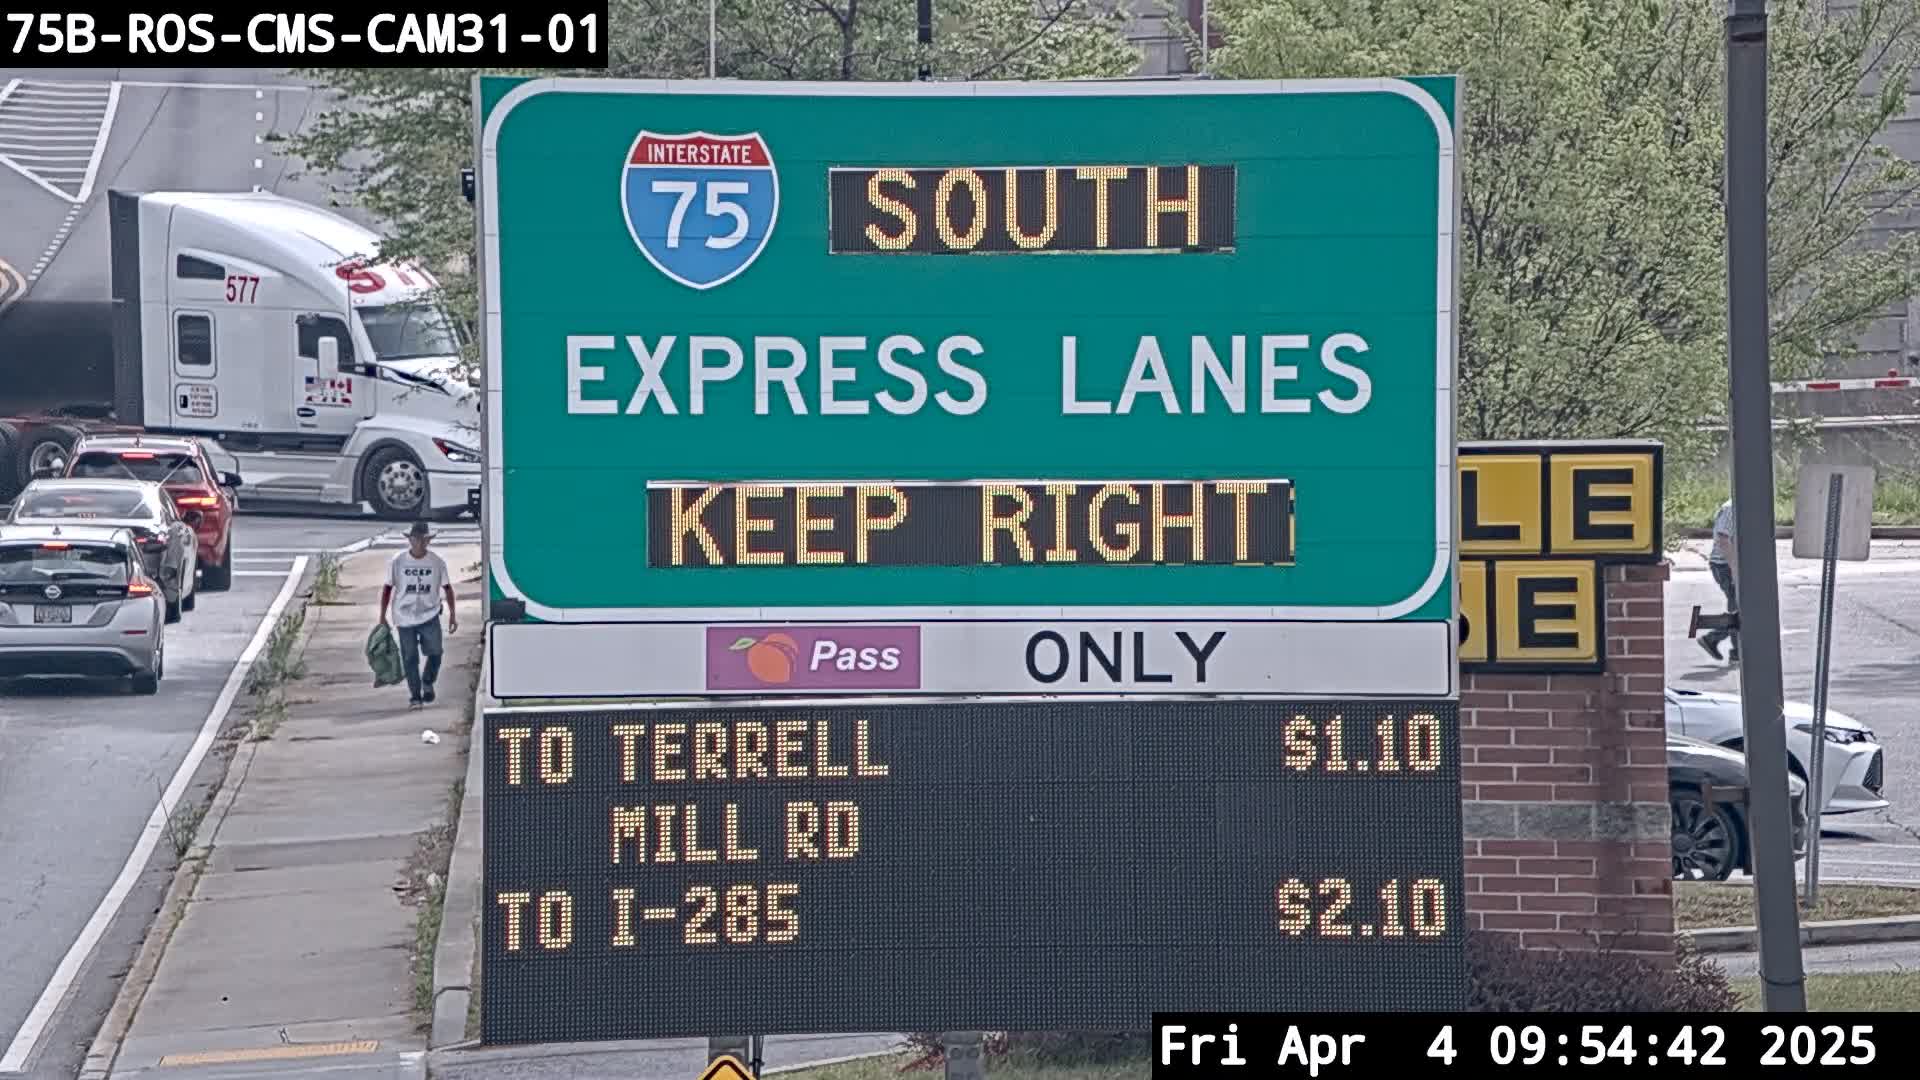 75B-ROS-CMS-CAM31-01
INTERSTATE
75
SOUTH
EXPRESS LANES
KEEP RIGHT
Pass ONLY
TO TERRELL $1.10
MILL RD
TO I-285 $2.10
577
LE
E
Fri Apr 4 09:54:42 2025